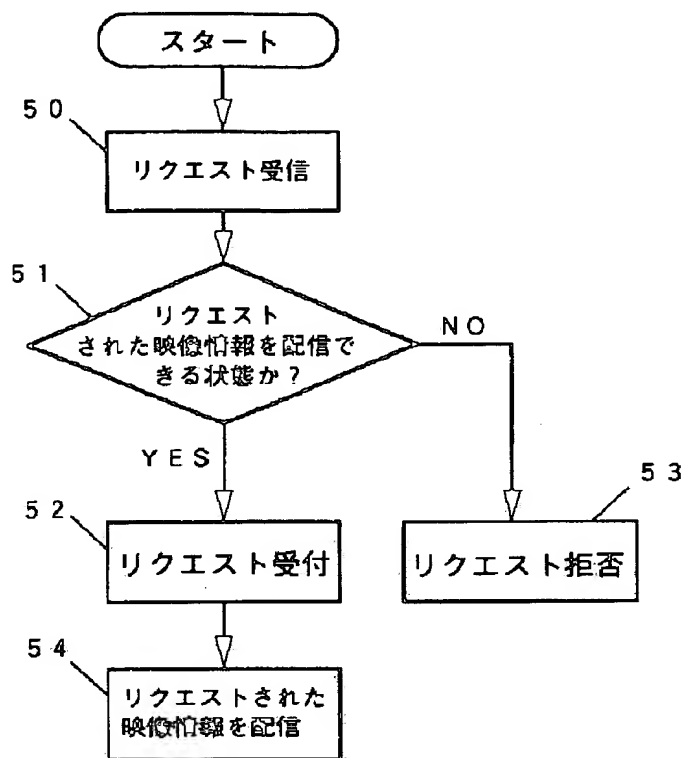 スタート
５０
リクエスト受信
５１
リクエスト
された映像情報を配信で
きる状態か？
ＮＯ
ＹＥＳ
５３
５２
リクエスト受付
リクエスト拒否
５４
リクエストされた
映像情報を配信